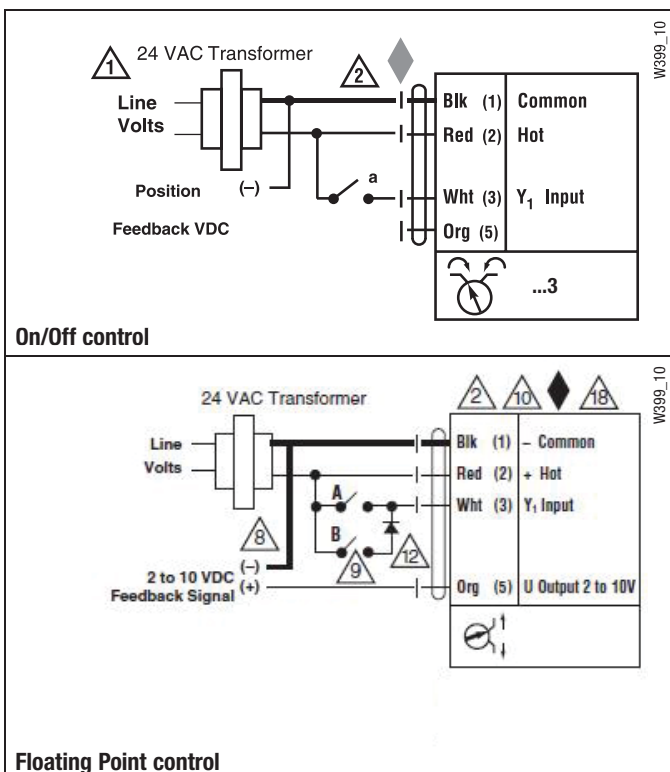 W399_10
1
24 VAC Transformer
2
Line
Volts
Blk (1) Common
Red (2) Hot
a
Position (–)
Wht (3) Y₁ Input
Feedback VDC
Org (5)
...3
On/Off control
W399_10
24 VAC Transformer
2 10 18
Line
Volts
Blk (1) – Common
Red (2) + Hot
A
Wht (3) Y₁ Input
B
8
9
12
(–)
2 to 10 VDC
Feedback Signal (+)
Org (5) U Output 2 to 10V
Floating Point control